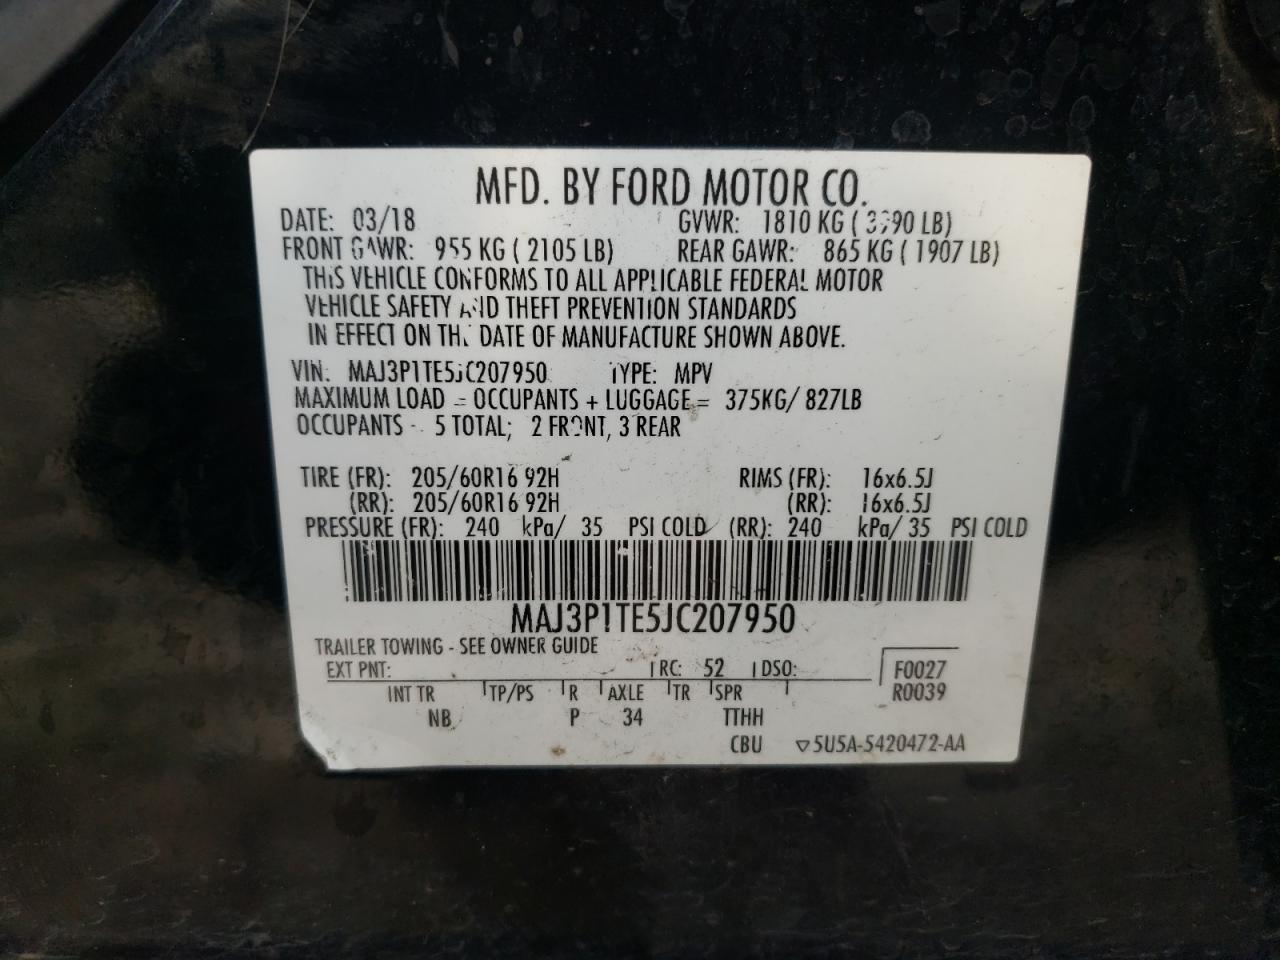 MFD. BY FORD MOTOR CO.
DATE: 03/18 GVWR: 1810 KG ( 3990 LB)
FRONT GAWR: 955 KG ( 2105 LB) REAR GAWR: 865 KG ( 1907 LB)
THIS VEHICLE CONFORMS TO ALL APPLICABLE FEDERAL MOTOR
VEHICLE SAFETY AND THEFT PREVENTION STANDARDS
IN EFFECT ON THE DATE OF MANUFACTURE SHOWN ABOVE.
VIN: MAJ3P1TE5JC207950 TYPE: MPV
MAXIMUM LOAD = OCCUPANTS + LUGGAGE = 375KG/ 827LB
OCCUPANTS - 5 TOTAL; 2 FRONT, 3 REAR
TIRE (FR): 205/60R16 92H RIMS (FR): 16x6.5J
(RR): 205/60R16 92H (RR): 16x6.5J
PRESSURE (FR): 240 kPa/ 35 PSI COLD (RR): 240 kPa/ 35 PSI COLD
MAJ3P1TE5JC207950
TRAILER TOWING - SEE OWNER GUIDE
EXT PNT: RC: 52 DSO: F0027
INT TR TP/PS R AXLE TR SPR R0039
NB P 34 TTHH
CBU ▽5U5A-5420472-AA